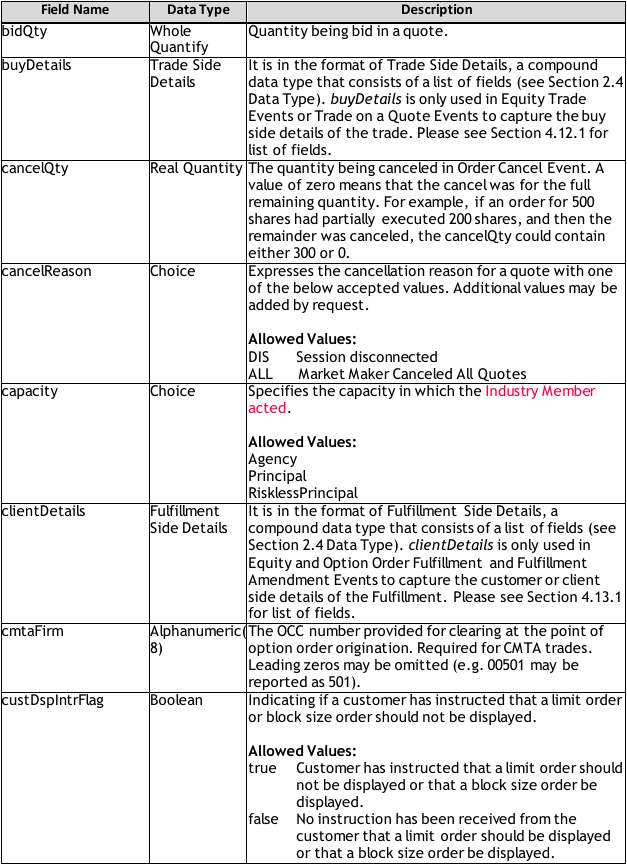 Field Name Data Type Description
bidQty Whole Quantity being bid in a quote.
Quantify
buyDetails Trade Side It is in the format of Trade Side Details, a compound
Details data type that consists of a list of fields (see Section 2.4
Data Type). buyDetails is only used in Equity Trade
Events or Trade on a Quote Events to capture the buy
side details of the trade. Please see Section 4.12.1 for
list of fields.
cancelQty Real Quantity The quantity being canceled in Order Cancel Event. A
value of zero means that the cancel was for the full
remaining quantity. For example, if an order for 500
shares had partially executed 200 shares, and then the
remainder was canceled, the cancelQty could contain
either 300 or 0.
cancelReason Choice Expresses the cancellation reason for a quote with one
of the below accepted values. Additional values may be
added by request.
Allowed Values:
DIS Session disconnected
ALL Market Maker Canceled All Quotes
capacity Choice Specifies the capacity in which the Industry Member
acted.
Allowed Values:
Agency
Principal
RisklessPrincipal
clientDetails Fulfillment It is in the format of Fulfillment Side Details, a
Side Details compound data type that consists of a list of fields (see
Section 2.4 Data Type). clientDetails is only used in
Equity and Option Order Fulfillment and Fulfillment
Amendment Events to capture the customer or client
side details of the Fulfillment. Please see Section 4.13.1
for list of fields.
cmtaFirm Alphanumeric( The OCC number provided for clearing at the point of
8) option order origination. Required for CMTA trades.
Leading zeros may be omitted (e.g. 00501 may be
reported as 501).
custDspIntrFlag Boolean Indicating if a customer has instructed that a limit order
or block size order should not be displayed.
Allowed Values:
true Customer has instructed that a limit order should
not be displayed or that a block size order be
displayed.
false No instruction has been received from the
customer that a limit order should be displayed
or that a block size order be displayed.